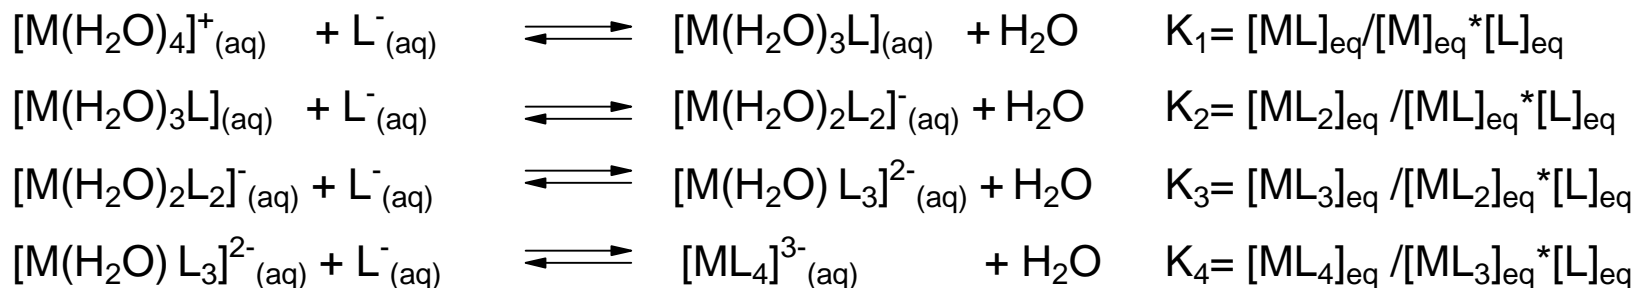 [M(H₂O)₄]⁺(aq) + L⁻(aq) ⇌ [M(H₂O)₃L](aq) + H₂O K₁= [ML]eq/[M]eq*[L]eq
[M(H₂O)₃L](aq) + L⁻(aq) ⇌ [M(H₂O)₂L₂]⁻(aq) + H₂O K₂= [ML₂]eq /[ML]eq*[L]eq
[M(H₂O)₂L₂]⁻(aq) + L⁻(aq) ⇌ [M(H₂O) L₃]²⁻(aq) + H₂O K₃= [ML₃]eq /[ML₂]eq*[L]eq
[M(H₂O) L₃]²⁻(aq) + L⁻(aq) ⇌ [ML₄]³⁻(aq) + H₂O K₄= [ML₄]eq /[ML₃]eq*[L]eq